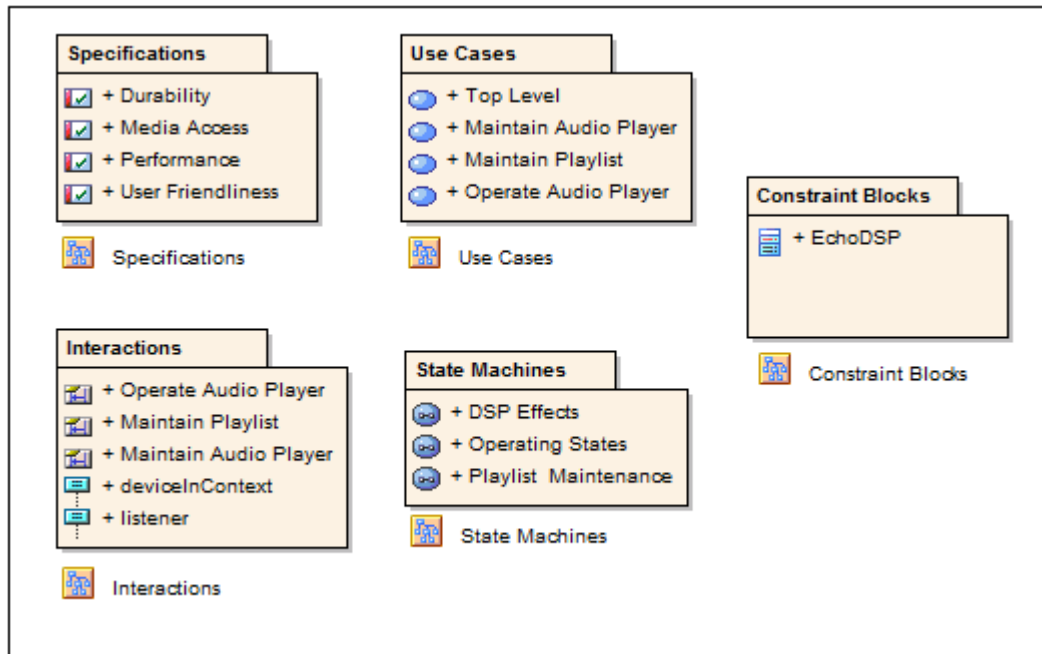 Specifications
+ Durability
+ Media Access
+ Performance
+ User Friendliness
Specifications
Use Cases
+ Top Level
+ Maintain Audio Player
+ Maintain Playlist
+ Operate Audio Player
Use Cases
Constraint Blocks
+ EchoDSP
Constraint Blocks
Interactions
+ Operate Audio Player
+ Maintain Playlist
+ Maintain Audio Player
+ deviceInContext
+ listener
Interactions
State Machines
+ DSP Effects
+ Operating States
+ Playlist Maintenance
State Machines